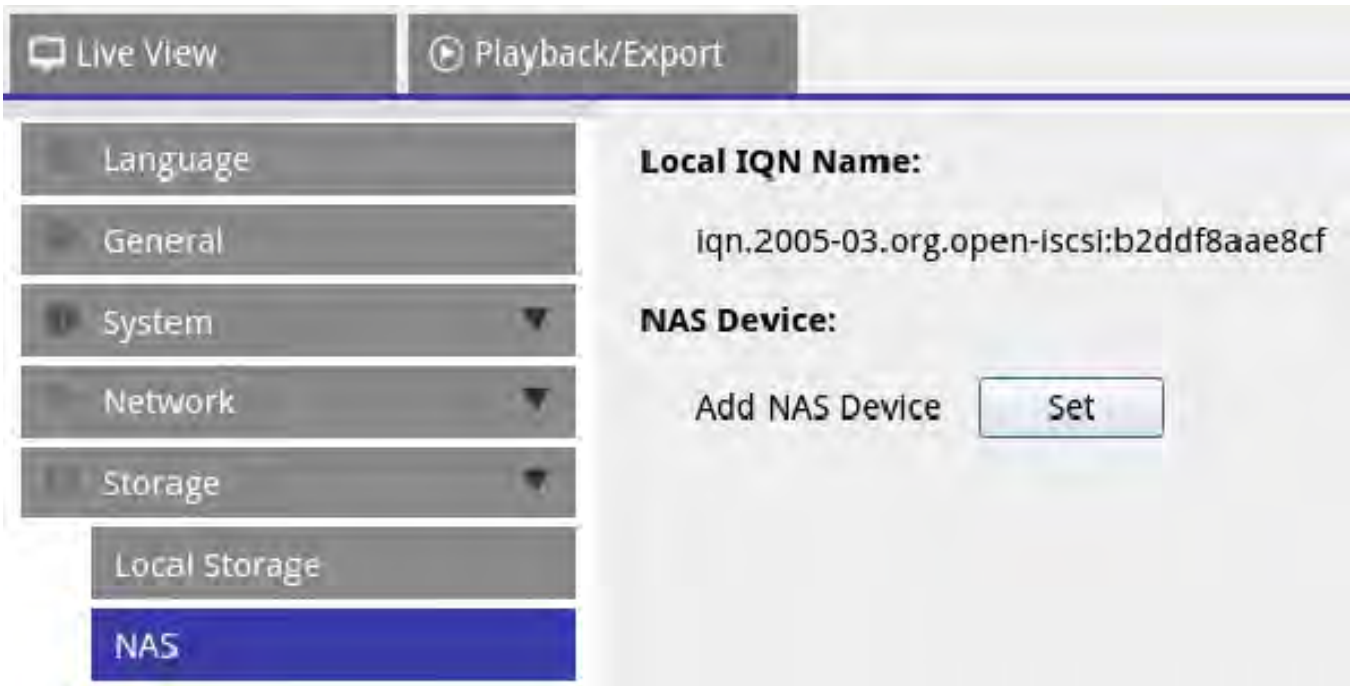 Live View
Playback/Export
Language
General
System
Network
Storage
Local Storage
NAS
Local IQN Name:
iqn.2005-03.org.open-iscsi:b2ddf8aae8cf
NAS Device:
Add NAS Device Set